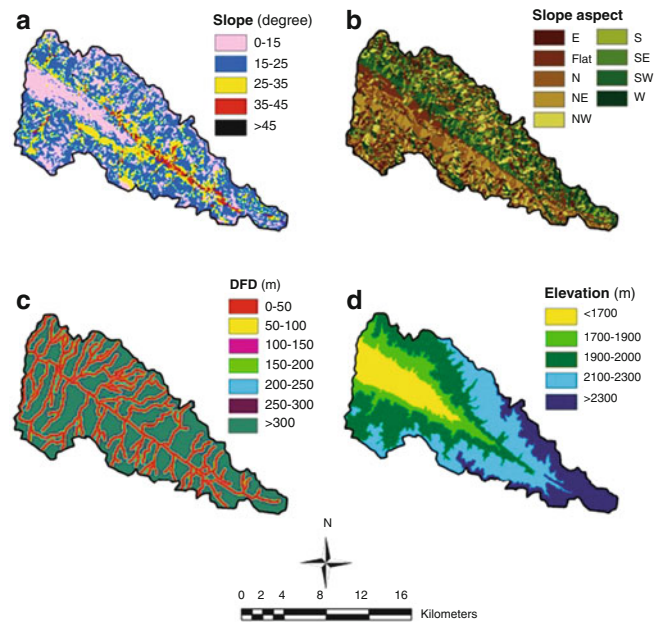 a
Slope (degree)
0-15
15-25
25-35
35-45
>45
b
Slope aspect
E
Flat
N
NE
NW
S
SE
SW
W
c
DFD (m)
0-50
50-100
100-150
150-200
200-250
250-300
>300
d
Elevation (m)
<1700
1700-1900
1900-2000
2100-2300
>2300
N
0 2 4 8 12 16
Kilometers